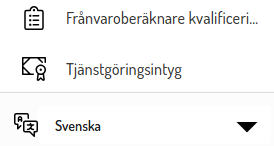 Frånvaroberäknare kvalificeri...
Tjänstgöringsintyg
Svenska